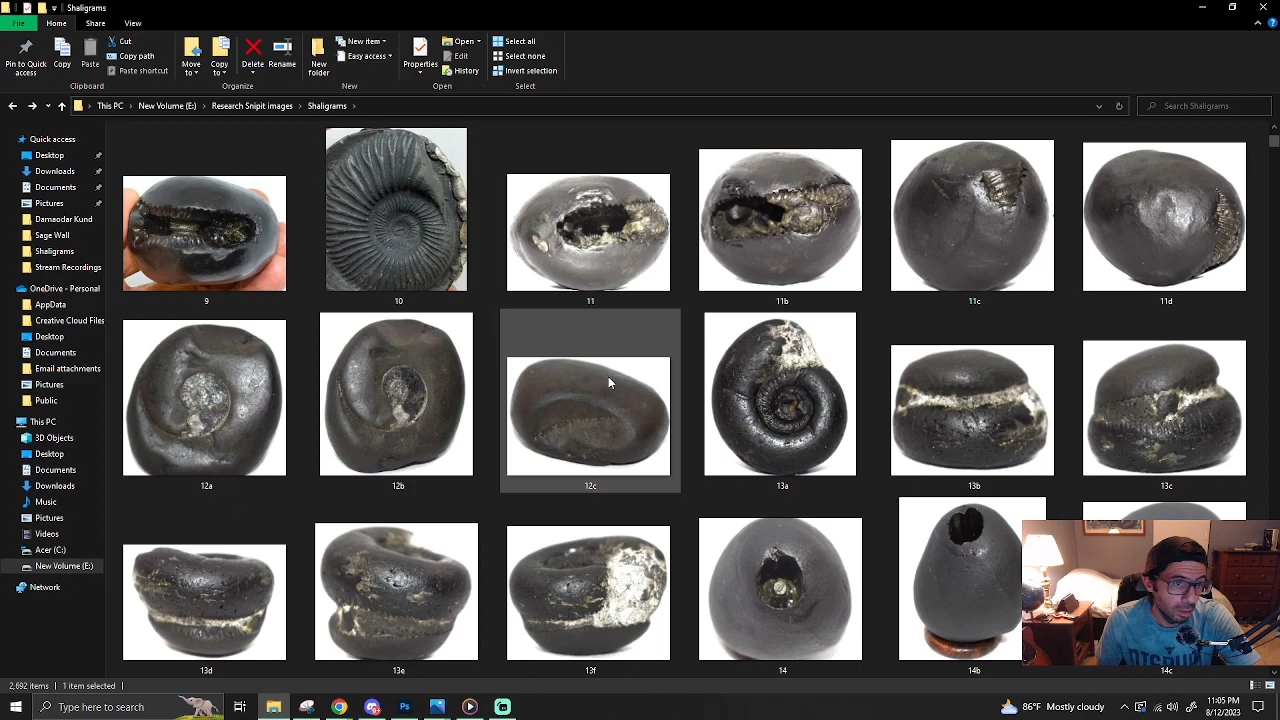 Shaligrams
File Home Share View
Pin to Quick access
Copy
Paste
Cut
Copy path
Paste shortcut
Move to
Copy to
Delete
Rename
New folder
New item
Easy access
Properties
Open
Edit
History
Select all
Select none
Invert selection
Clipboard Organize New Open Select
This PC New Volume (E:) Research Snipit images Shaligrams
Search Shaligrams
Quick access
Desktop
Downloads
Documents
Pictures
Damaodar Kund
Sage Wall
Shaligrams
Stream Recordings
OneDrive - Personal
AppData
Creative Cloud Files
Desktop
Documents
Email attachments
Pictures
Public
This PC
3D Objects
Desktop
Documents
Downloads
Music
Pictures
Videos
Acer (C:)
New Volume (E:)
Network
9 10 11 11b 11c 11d
12a 12b 12c 13a 13b 13c
13d 13e 13f 14 14b 14c
2,692 items 1 item selected
Type here to search
Ps
86°F Mostly cloudy
11:05 PM
8/12/2023